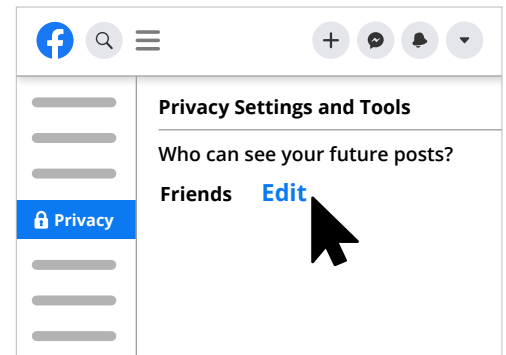 Privacy Settings and Tools
Who can see your future posts?
Privacy
Friends Edit